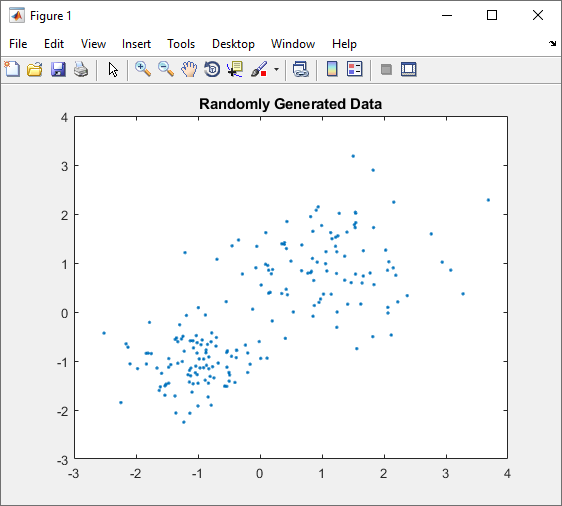 Figure 1
File Edit View Insert Tools Desktop Window Help
Randomly Generated Data
4
3
2
1
0
-1
-2
-3
-3 -2 -1 0 1 2 3 4